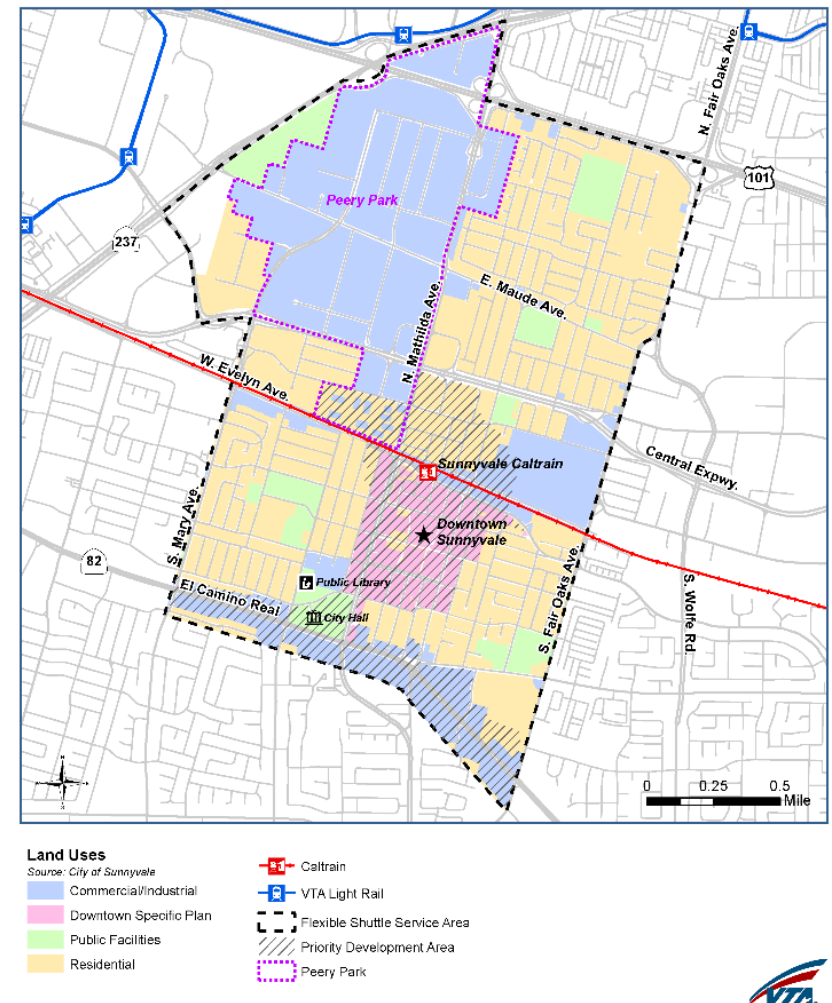 N. Fair Oaks Ave.
101
Peery Park
237
E. Maude Ave.
N. Mathilda Ave.
W. Evelyn Ave.
Sunnyvale Caltrain
Central Expwy.
Downtown
Sunnyvale
S. Mary Ave.
82
Public Library
El Camino Real
City Hall
S. Fair Oaks Ave.
S. Wolfe Rd.
N
0 0.25 0.5
Mile
Land Uses
Source: City of Sunnyvale
Commercial/Industrial
Downtown Specific Plan
Public Facilities
Residential
Caltrain
VTA Light Rail
Flexible Shuttle Service Area
Priority Development Area
Peery Park
VTA